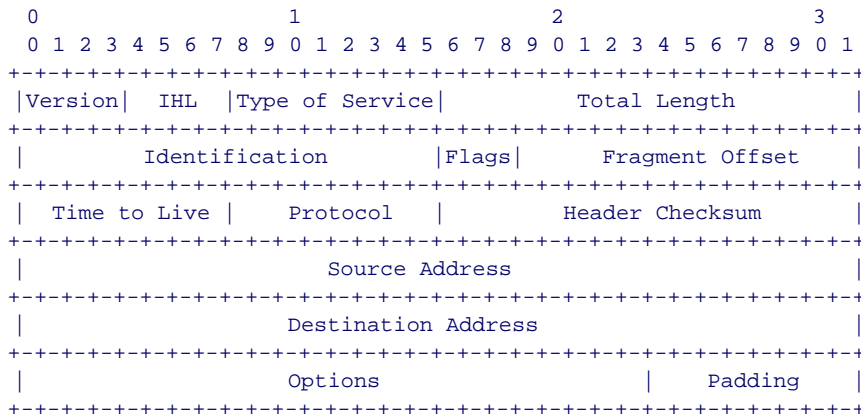 0                   1                   2                   3
0 1 2 3 4 5 6 7 8 9 0 1 2 3 4 5 6 7 8 9 0 1 2 3 4 5 6 7 8 9 0 1
+-+-+-+-+-+-+-+-+-+-+-+-+-+-+-+-+-+-+-+-+-+-+-+-+-+-+-+-+-+-+-+-+
|Version|  IHL  |Type of Service|          Total Length         |
+-+-+-+-+-+-+-+-+-+-+-+-+-+-+-+-+-+-+-+-+-+-+-+-+-+-+-+-+-+-+-+-+
|         Identification        |Flags|      Fragment Offset    |
+-+-+-+-+-+-+-+-+-+-+-+-+-+-+-+-+-+-+-+-+-+-+-+-+-+-+-+-+-+-+-+-+
|  Time to Live |    Protocol   |         Header Checksum       |
+-+-+-+-+-+-+-+-+-+-+-+-+-+-+-+-+-+-+-+-+-+-+-+-+-+-+-+-+-+-+-+-+
|                       Source Address                          |
+-+-+-+-+-+-+-+-+-+-+-+-+-+-+-+-+-+-+-+-+-+-+-+-+-+-+-+-+-+-+-+-+
|                    Destination Address                        |
+-+-+-+-+-+-+-+-+-+-+-+-+-+-+-+-+-+-+-+-+-+-+-+-+-+-+-+-+-+-+-+-+
|                    Options                    |    Padding    |
+-+-+-+-+-+-+-+-+-+-+-+-+-+-+-+-+-+-+-+-+-+-+-+-+-+-+-+-+-+-+-+-+